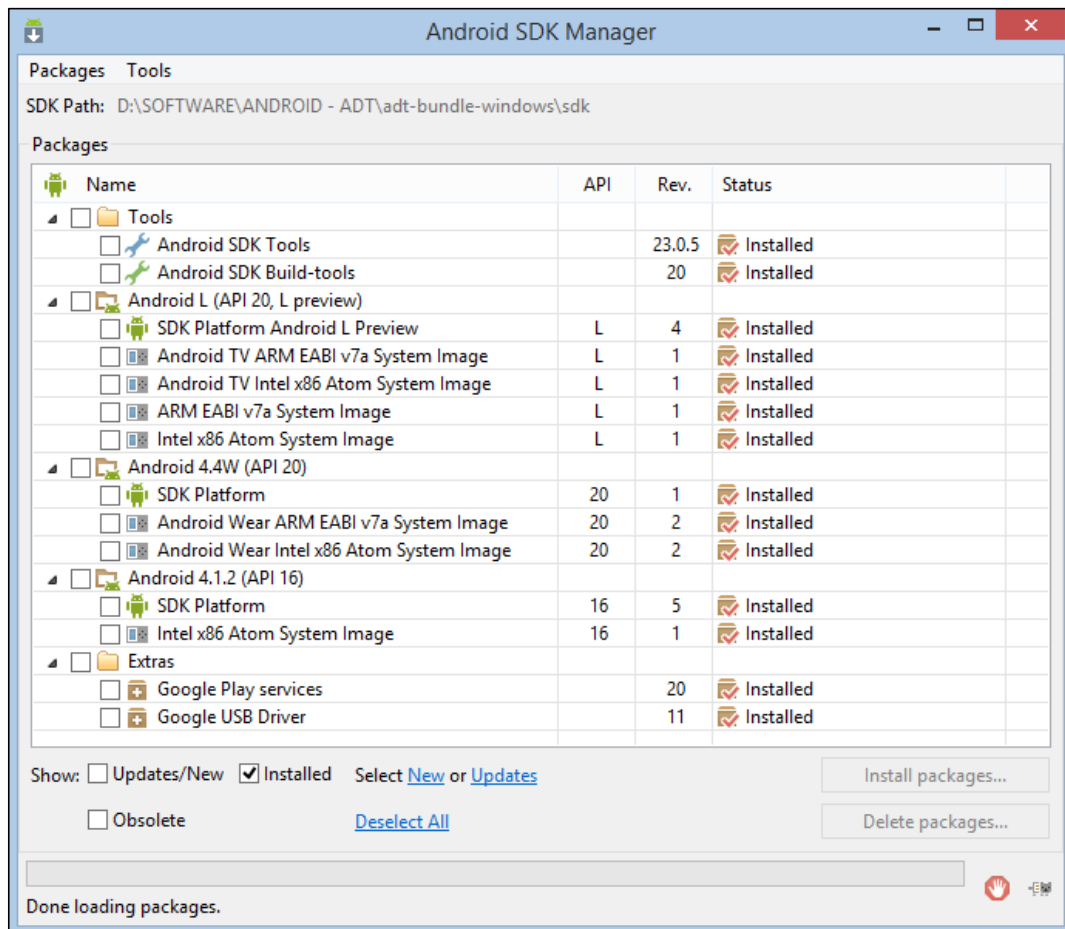 Android SDK Manager
Packages Tools
SDK Path: D:\SOFTWARE\ANDROID - ADT\adt-bundle-windows\sdk
Packages
Name API Rev. Status
Tools
Android SDK Tools 23.0.5 Installed
Android SDK Build-tools 20 Installed
Android L (API 20, L preview)
SDK Platform Android L Preview L 4 Installed
Android TV ARM EABI v7a System Image L 1 Installed
Android TV Intel x86 Atom System Image L 1 Installed
ARM EABI v7a System Image L 1 Installed
Intel x86 Atom System Image L 1 Installed
Android 4.4W (API 20)
SDK Platform 20 1 Installed
Android Wear ARM EABI v7a System Image 20 2 Installed
Android Wear Intel x86 Atom System Image 20 2 Installed
Android 4.1.2 (API 16)
SDK Platform 16 5 Installed
Intel x86 Atom System Image 16 1 Installed
Extras
Google Play services 20 Installed
Google USB Driver 11 Installed
Show: Updates/New Installed Select New or Updates Install packages...
Obsolete Deselect All Delete packages...
Done loading packages.